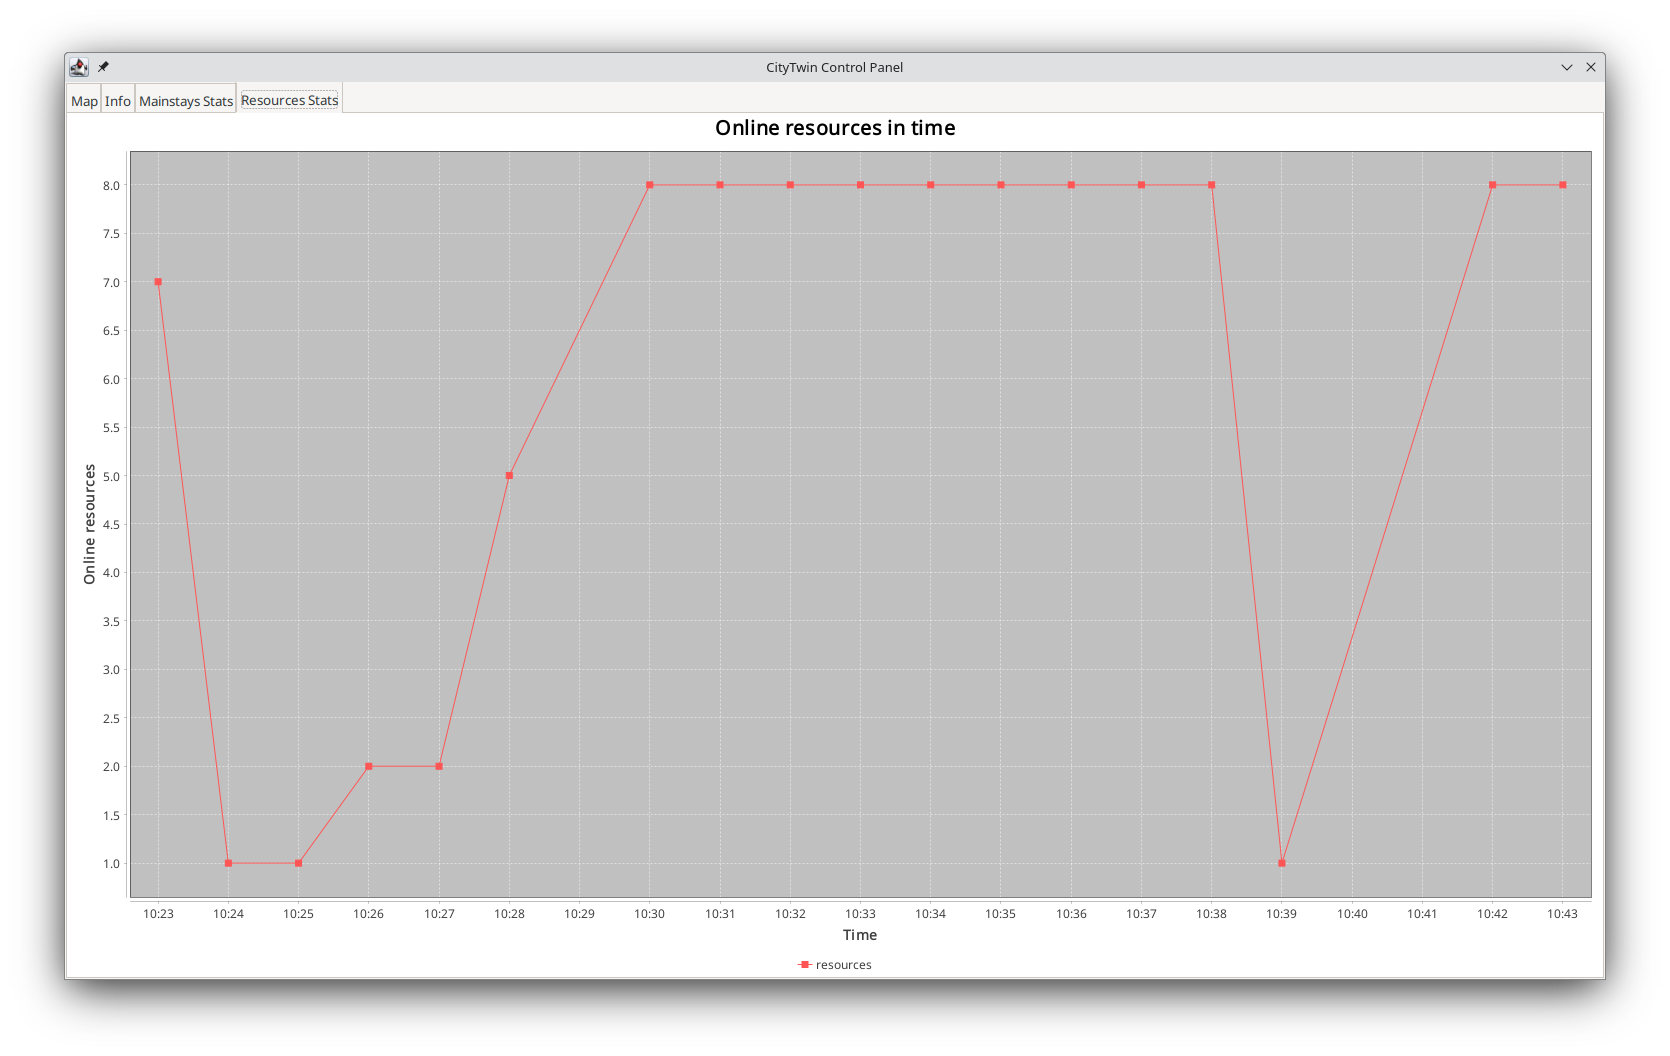 CityTwin Control Panel
Map Info Mainstays Stats Resources Stats
Online resources in time
8.0
7.5
7.0
6.5
6.0
5.5
5.0
4.5
4.0
3.5
3.0
2.5
2.0
1.5
1.0
Online resources
10:23 10:24 10:25 10:26 10:27 10:28 10:29 10:30 10:31 10:32 10:33 10:34 10:35 10:36 10:37 10:38 10:39 10:40 10:41 10:42 10:43
Time
resources